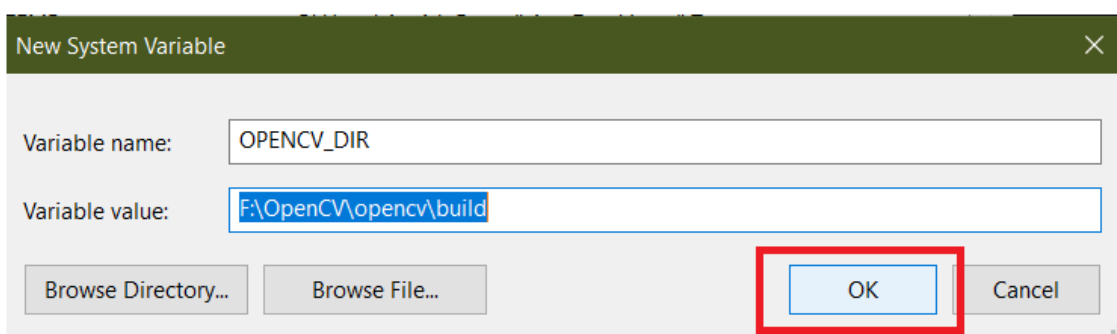 New System Variable
Variable name: OPENCV_DIR
Variable value: F:\OpenCV\opencv\build
Browse Directory... Browse File... OK Cancel